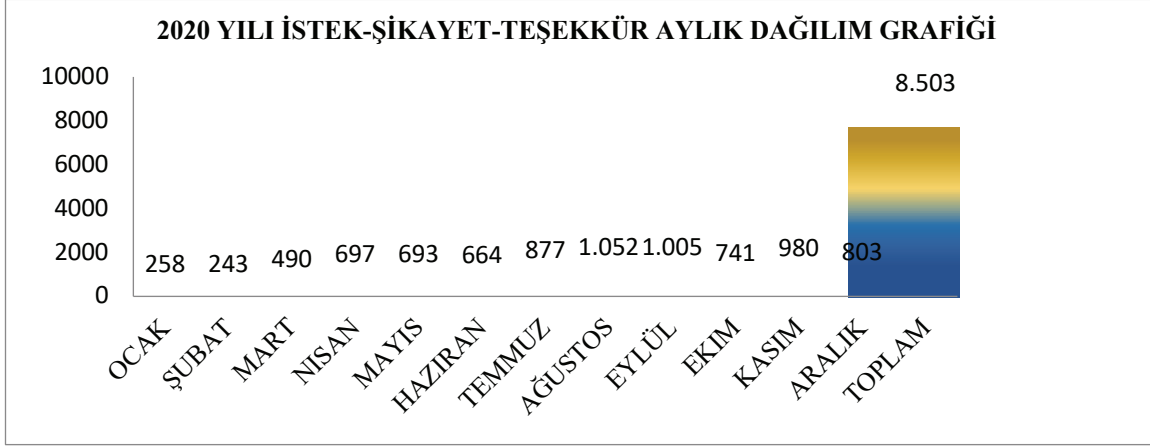 2020 YILI İSTEK-ŞİKAYET-TEŞEKKÜR AYLIK DAĞILIM GRAFİĞİ
10000
8000
6000
4000
2000
0
258 243 490 697 693 664 877 1.052 1.005 741 980 803 8.503
OCAK
ŞUBAT
MART
NISAN
MAYIS
HAZIRAN
TEMMUZ
AĞUSTOS
EYLÜL
EKIM
KASIM
ARALIK
TOPLAM